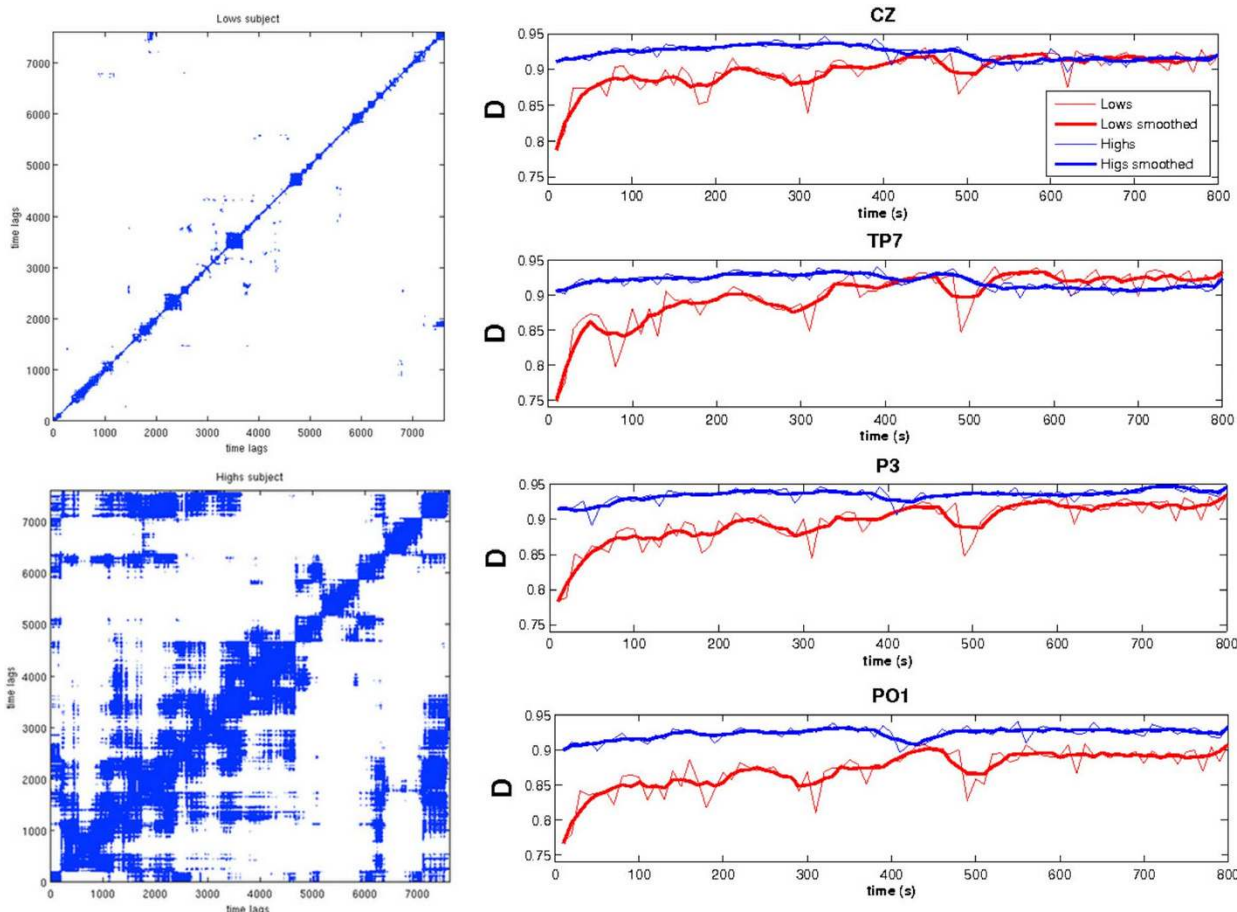 Lows subject
7000
6000
5000
4000
3000
2000
1000
0
time lags
0 1000 2000 3000 4000 5000 6000 7000
time lags
Highs subject
7000
6000
5000
4000
3000
2000
1000
0
time lags
0 1000 2000 3000 4000 5000 6000 7000
time lags
CZ
0.95
0.9
0.85
0.8
0.75
D
Lows
Lows smoothed
Highs
Higs smoothed
0 100 200 300 400 500 600 700 800
time (s)
TP7
0.95
0.9
0.85
0.8
0.75
D
0 100 200 300 400 500 600 700 800
time (s)
P3
0.95
0.9
0.85
0.8
0.75
D
0 100 200 300 400 500 600 700 800
time (s)
PO1
0.95
0.9
0.85
0.8
0.75
D
0 100 200 300 400 500 600 700 800
time (s)